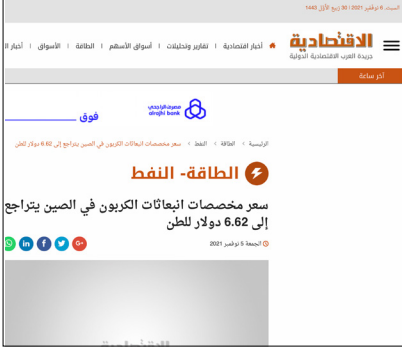 السبت, 6 نوفمبر 2021 | 30 ربيع الأول 1443
الاقتصادية
جريدة العرب الاقتصادية الدولية
أخبار اقتصادية | تقارير وتحليلات | أسواق الأسهم | الطاقة | الأسواق | أخبار ا
آخر ساعة
مصرف الراجحي
alrajhi bank
فوق
الرئيسية › الطاقة › النفط › سعر مخصصات انبعاثات الكربون في الصين يتراجع إلى 6.62 دولار للطن
الطاقة- النفط
سعر مخصصات انبعاثات الكربون في الصين يتراجع
إلى 6.62 دولار للطن
الجمعة 5 نوفمبر 2021